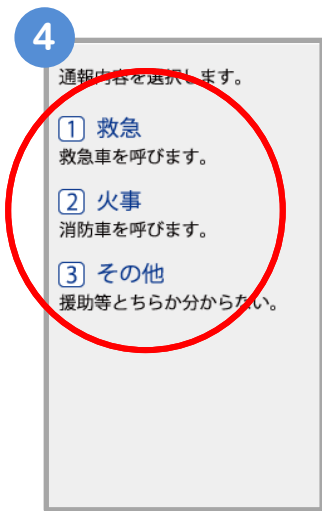 4
通報内容を選択します。
1 救急
救急車を呼びます。
2 火事
消防車を呼びます。
3 その他
援助等どちらか分からない。